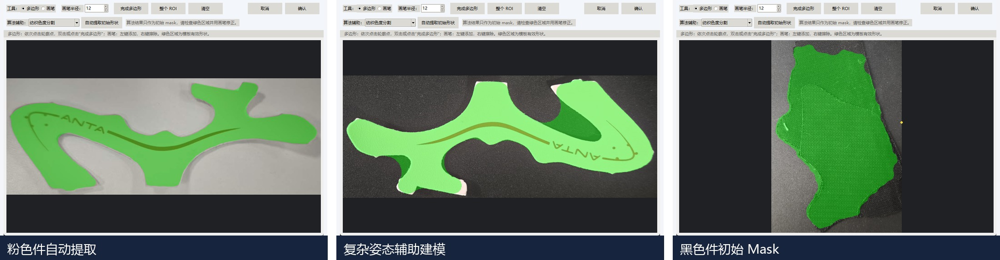 工具： 多边形 画笔 画笔半径： 12 完成多边形 整个 ROI 清空 取消 确认
算法辅助： 纺织色度分割 自动提取初始形状 算法结果只作为初始 mask，请检查绿色区域并用画笔修正。
多边形：依次点击轮廓点，双击或点击“完成多边形”；画笔：左键添加，右键擦除。绿色区域为模板有效形状。
ANTA
粉色件自动提取
工具： 多边形 画笔 画笔半径： 12 完成多边形 整个 ROI 清空 取消 确认
算法辅助： 纺织色度分割 自动提取初始形状 算法结果只作为初始 mask，请检查绿色区域并用画笔修正。
多边形：依次点击轮廓点，双击或点击“完成多边形”；画笔：左键添加，右键擦除。绿色区域为模板有效形状。
ANTA
复杂姿态辅助建模
工具： 多边形 画笔 画笔半径： 12 完成多边形 整个 ROI 清空 取消 确认
算法辅助： 纺织色度分割 自动提取初始形状 算法结果只作为初始 mask，请检查绿色区域并用画笔修正。
多边形：依次点击轮廓点，双击或点击“完成多边形”；画笔：左键添加，右键擦除。绿色区域为模板有效形状。
黑色件初始 Mask